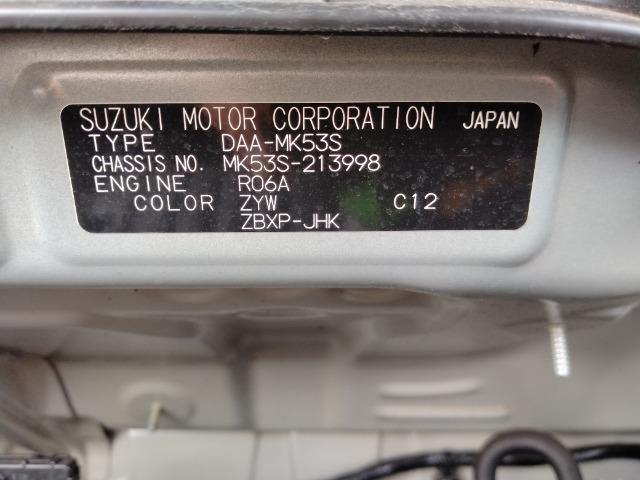 SUZUKI MOTOR CORPORATION JAPAN
TYPE DAA-MK53S
CHASSIS NO. MK53S-213998
ENGINE R06A
COLOR ZYW C12
ZBXP-JHK